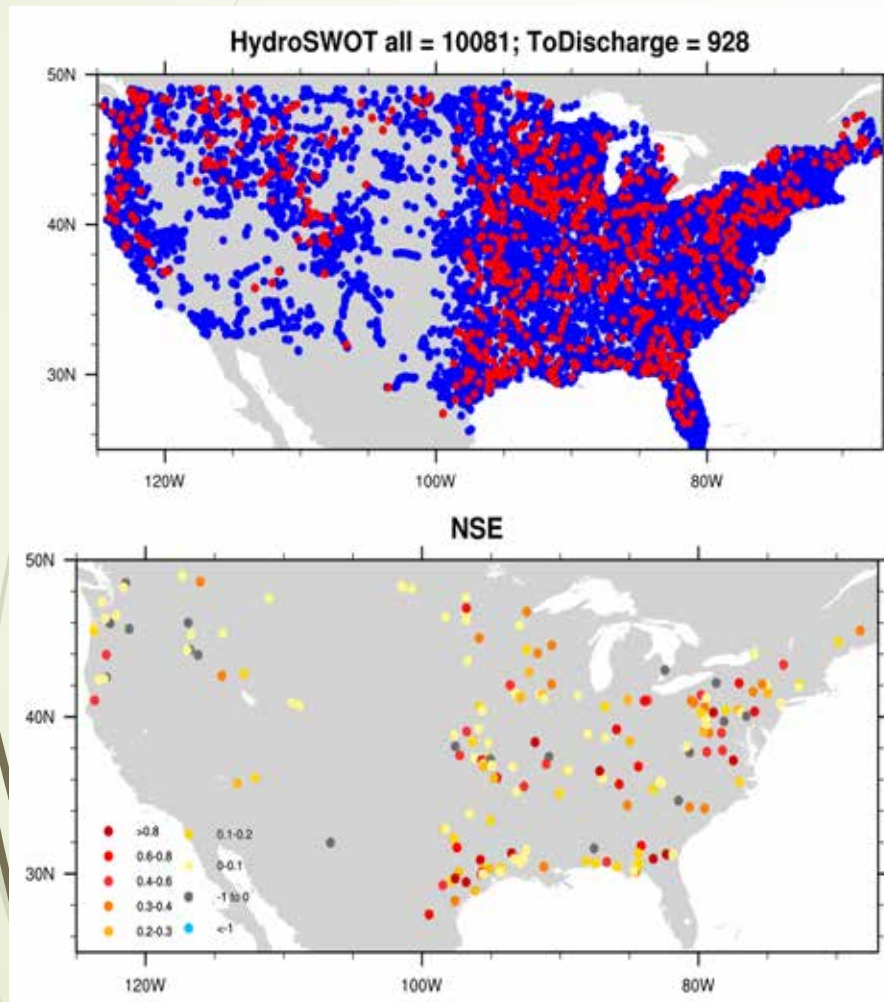 HydroSWOT all = 10081; ToDischarge = 928
50N
40N
30N
120W 100W 80W
NSE
50N
40N
30N
>0.8 0.1-0.2
0.6-0.8 0-0.1
0.4-0.6 -1 to 0
0.3-0.4 <-1
0.2-0.3
120W 100W 80W